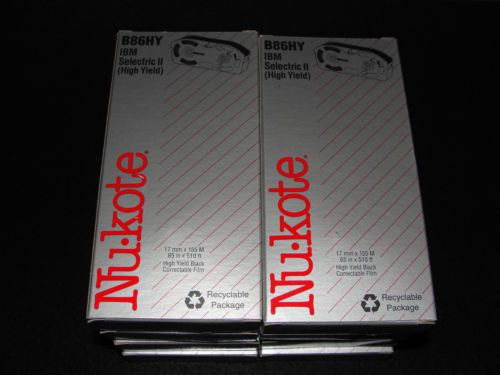 B86HY
IBM
Selectric II
(High Yield)
Nu·kote®
17 mm x 155 M
.65 in x 510 ft
High Yield Black
Correctable Film
Recyclable
Package
B86HY
IBM
Selectric II
(High Yield)
Nu·kote®
17 mm x 155 M
.65 in x 510 ft
High Yield Black
Correctable Film
Recyclable
Package